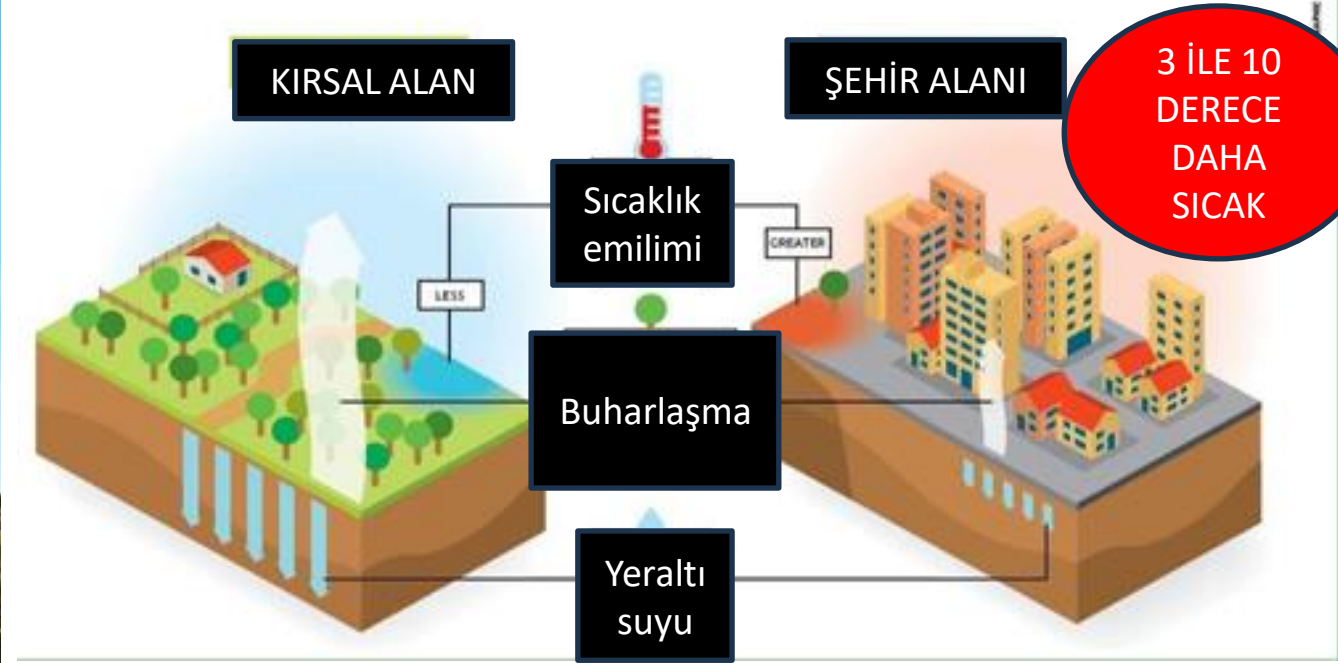 KIRSAL ALAN
ŞEHİR ALANI
3 İLE 10
DERECE
DAHA
SICAK
Sıcaklık
emilimi
LESS
GREATER
Buharlaşma
Yeraltı
suyu